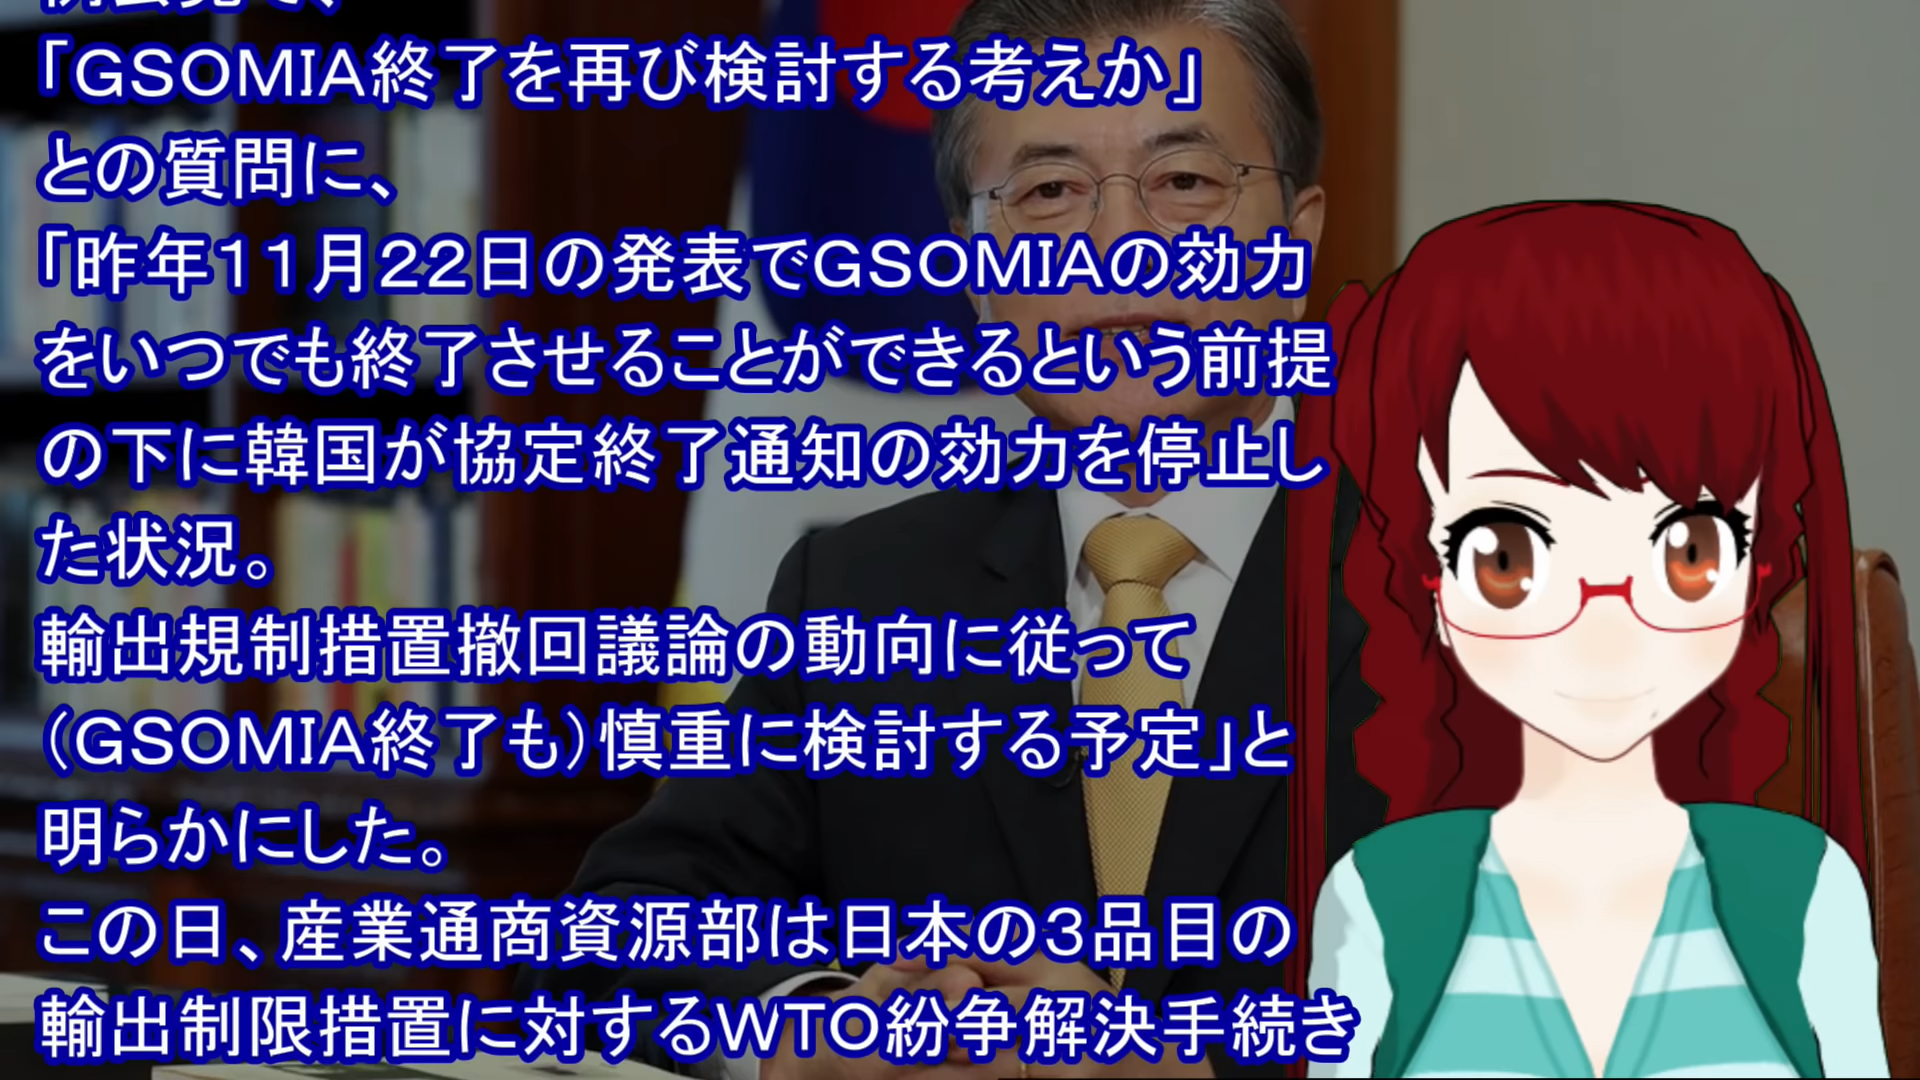 「GSOMIA終了を再び検討する考えか」
との質問に、
「昨年11月22日の発表でGSOMIAの効力
をいつでも終了させることができるという前提
の下に韓国が協定終了通知の効力を停止し
た状況。
輸出規制措置撤回議論の動向に従って
（GSOMIA終了も）慎重に検討する予定」と
明らかにした。
この日、産業通商資源部は日本の3品目の
輸出制限措置に対するWTO紛争解決手続き